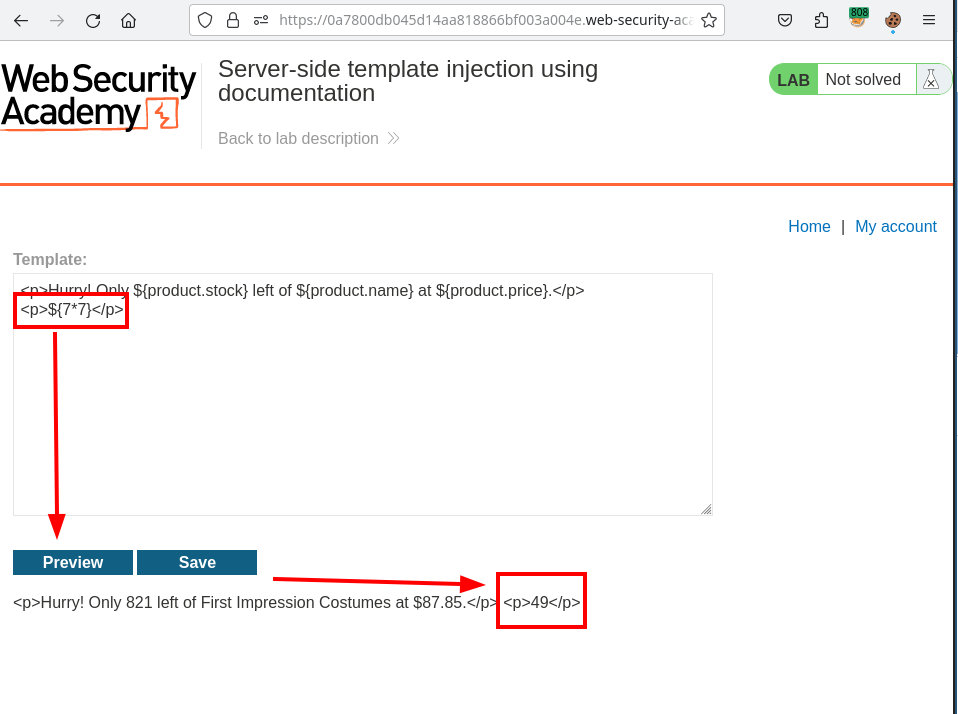 808
https://0a7800db045d14aa818866bf003a004e.web-security-aca
Web Security
Academy
Server-side template injection using
documentation
LAB Not solved
Back to lab description
Home | My account
Template:
<p>Hurry! Only ${product.stock} left of ${product.name} at ${product.price}.</p>
<p>${7*7}</p>
Preview Save
<p>Hurry! Only 821 left of First Impression Costumes at $87.85.</p> <p>49</p>